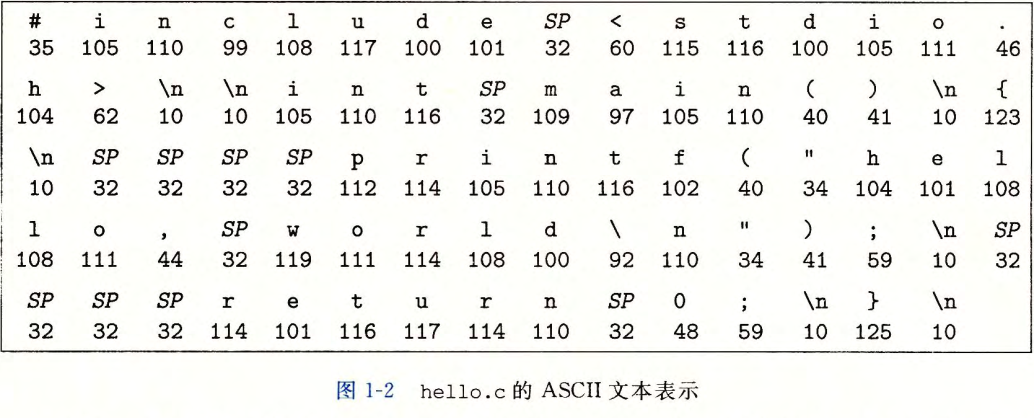 # i n c l u d e SP < s t d i o .
35 105 110 99 108 117 100 101 32 60 115 116 100 105 111 46
h > \n \n i n t SP m a i n ( ) \n {
104 62 10 10 105 110 116 32 109 97 105 110 40 41 10 123
\n SP SP SP SP p r i n t f ( " h e l
10 32 32 32 32 112 114 105 110 116 102 40 34 104 101 108
l o , SP w o r l d \ n " ) ; \n SP
108 111 44 32 119 111 114 108 100 92 110 34 41 59 10 32
SP SP SP r e t u r n SP 0 ; \n } \n
32 32 32 114 101 116 117 114 110 32 48 59 10 125 10
图 1-2 hello.c 的 ASCII 文本表示